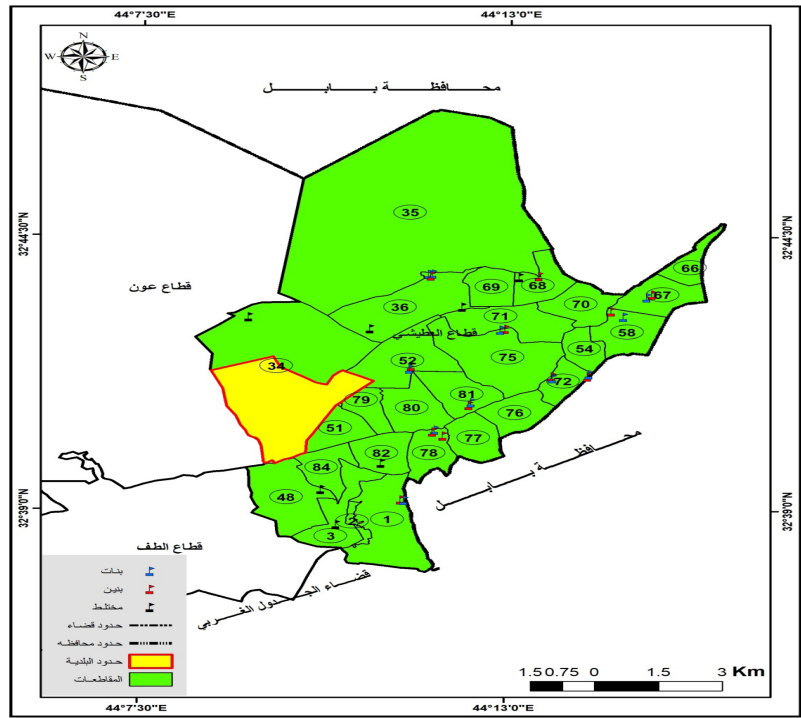 44°7'30"E
44°13'0"E
N
W E
S
محافظة بابل
32°44'30"N
32°44'30"N
35
66
67
69
68
70
36
71
58
قطاع عون
قطاع العطيشي
54
75
52
34
72
81
79
80
76
51
77
78
82
محافظة بابل
84
48
32°39'0"N
32°39'0"N
2
1
3
قطاع الطف
بنات
بنين
مختلط
حدود قضاء
حدود محافظه
حدود البلدية
المقاطعات
قضاء الجدول الغربي
1.5 0.75 0 1.5 3 Km
44°7'30"E
44°13'0"E